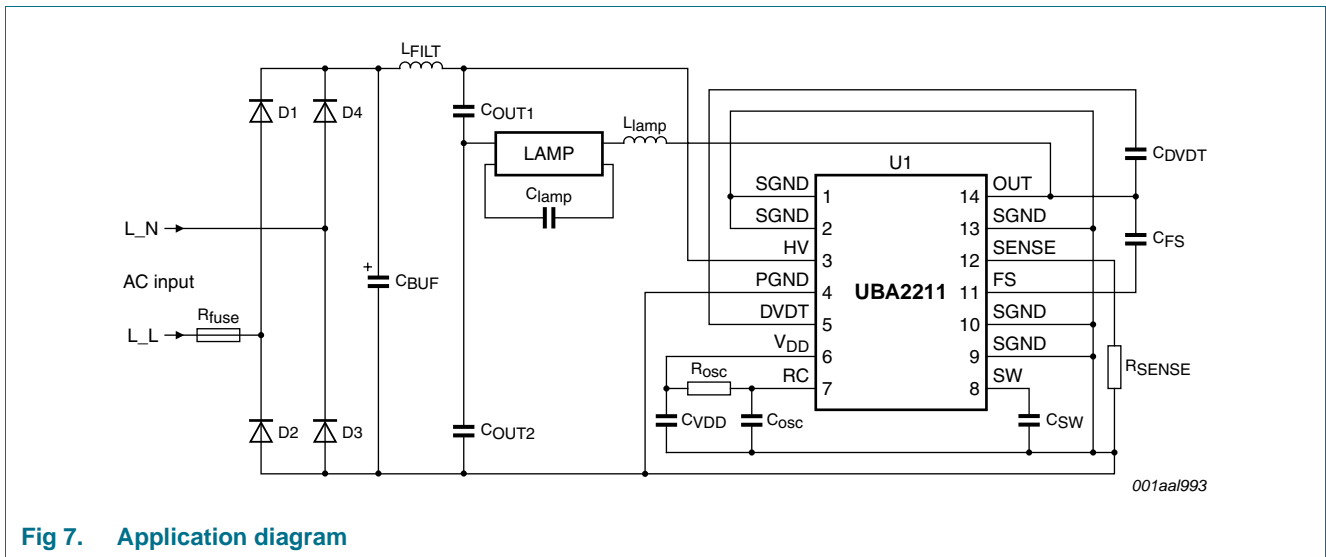 LFILT
D1
D4
COUT1
Llamp
LAMP
Clamp
U1
CDVDT
SGND
1
14
OUT
SGND
2
13
SGND
CFS
L_N
HV
3
12
SENSE
AC input
+
CBUF
PGND
4
UBA2211
11
FS
L_L
Rfuse
DVDT
5
10
SGND
VDD
6
9
SGND
RSENSE
Rosc
RC
7
8
SW
D2
D3
COUT2
CVDD
Cosc
CSW
001aal993
Fig 7. Application diagram